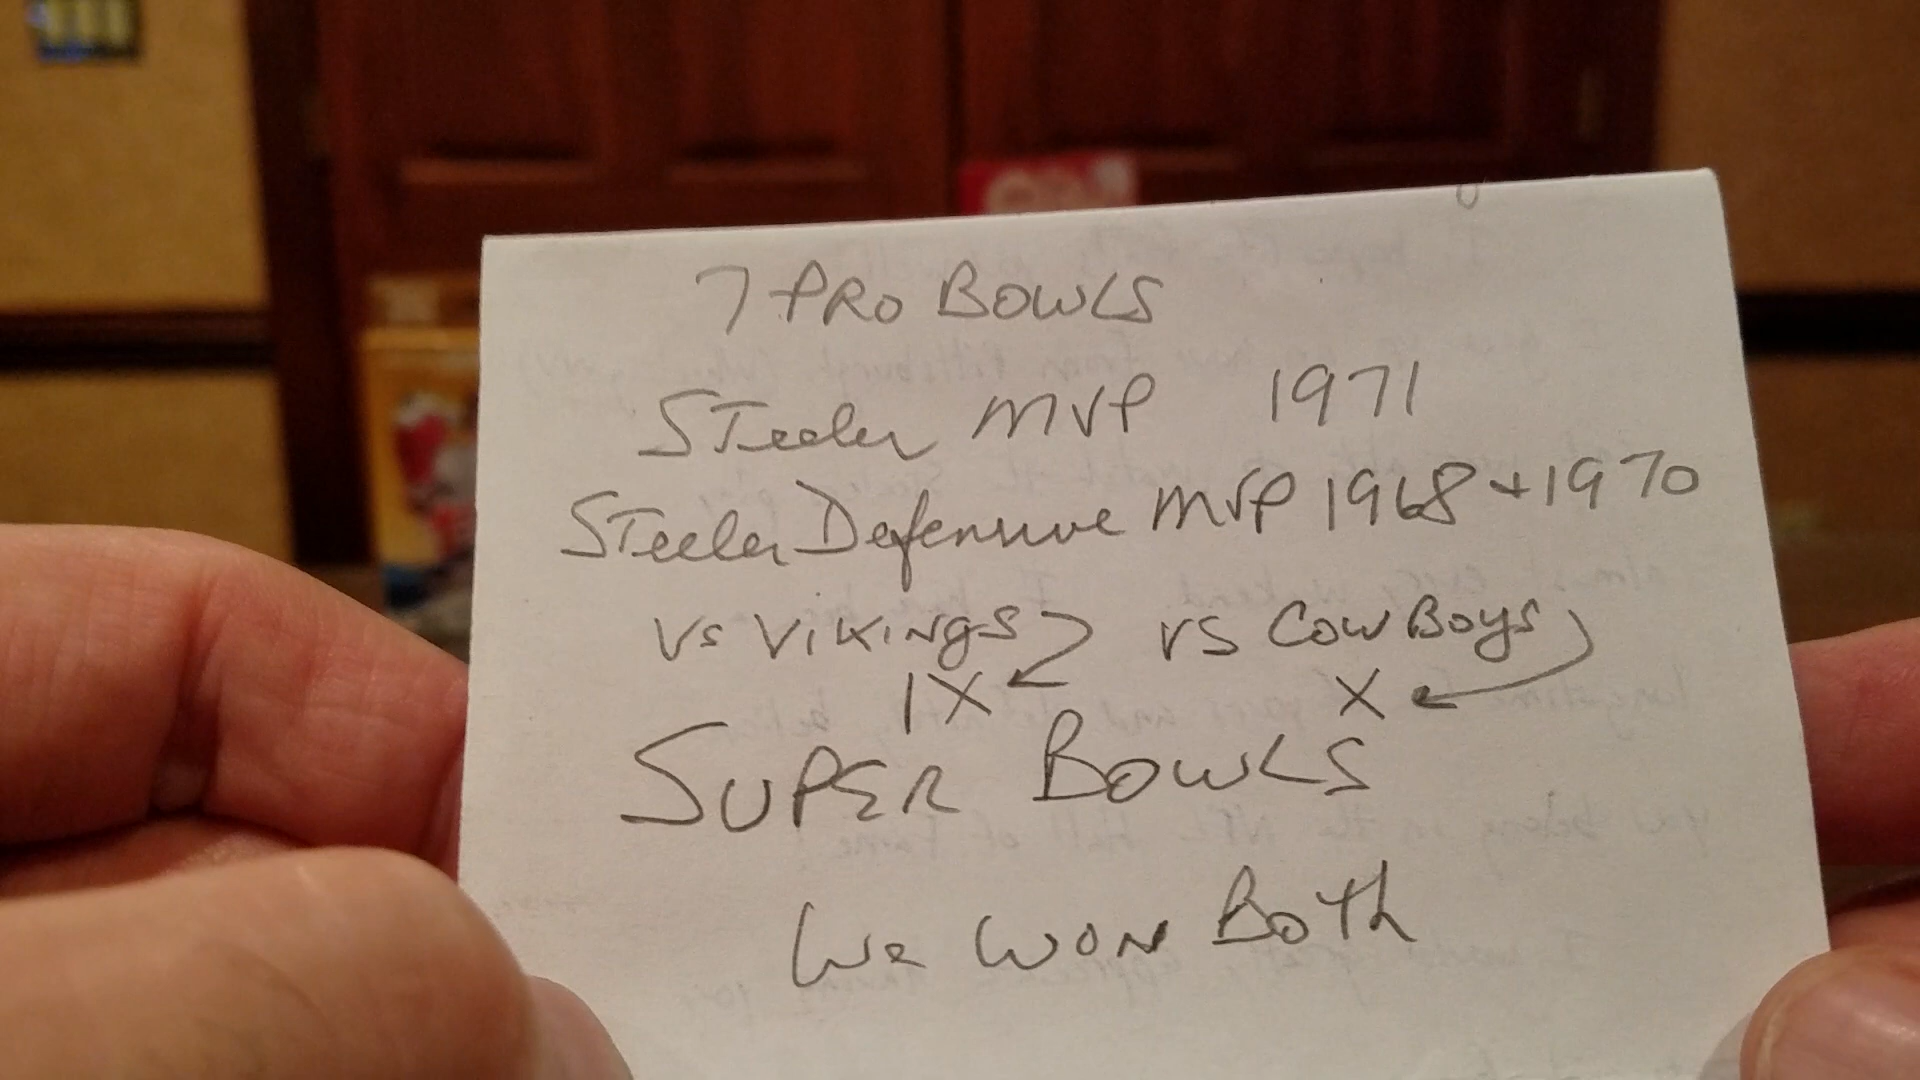 7 PRO BOWLS
Steeler MVP 1971
Steeler Defensive MVP 1968 + 1970
VS VIKINGS VS COWBOYS
IX X
SUPER BOWLS
WE WON BOTH